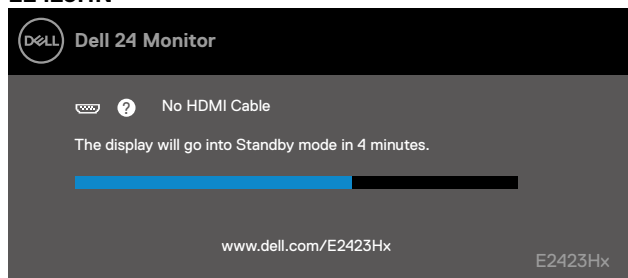 E2423HN
DELL
Dell 24 Monitor
? No HDMI Cable
The display will go into Standby mode in 4 minutes.
www.dell.com/E2423Hx
E2423Hx